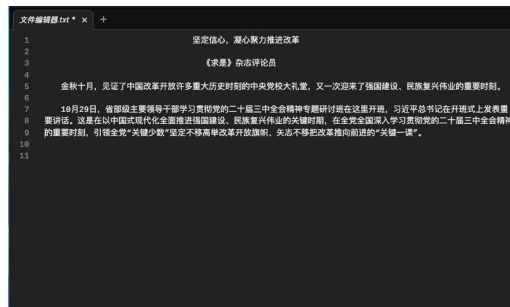 文件编辑器.txt * × +
1 坚定信心，凝心聚力推进改革
2
3 《求是》杂志评论员
4
5 金秋十月，见证了中国改革开放许多重大历史时刻的中央党校大礼堂，又一次迎来了强国建设、民族复兴伟业的重要时刻。
6
7 10月29日，省部级主要领导干部学习贯彻党的二十届三中全会精神专题研讨班在这里开班，习近平总书记在开班式上发表重
8 要讲话。这是在以中国式现代化全面推进强国建设、民族复兴伟业的关键时期，在全党全国深入学习贯彻党的二十届三中全会精神
9 的重要时刻，引领全党“关键少数”坚定不移高举改革开放旗帜、矢志不移把改革推向前进的“关键一课”。
10
11